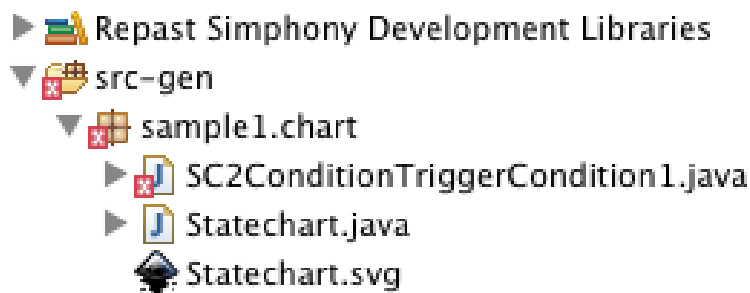 Repast Simphony Development Libraries
src-gen
sample1.chart
SC2ConditionTriggerCondition1.java
Statechart.java
Statechart.svg